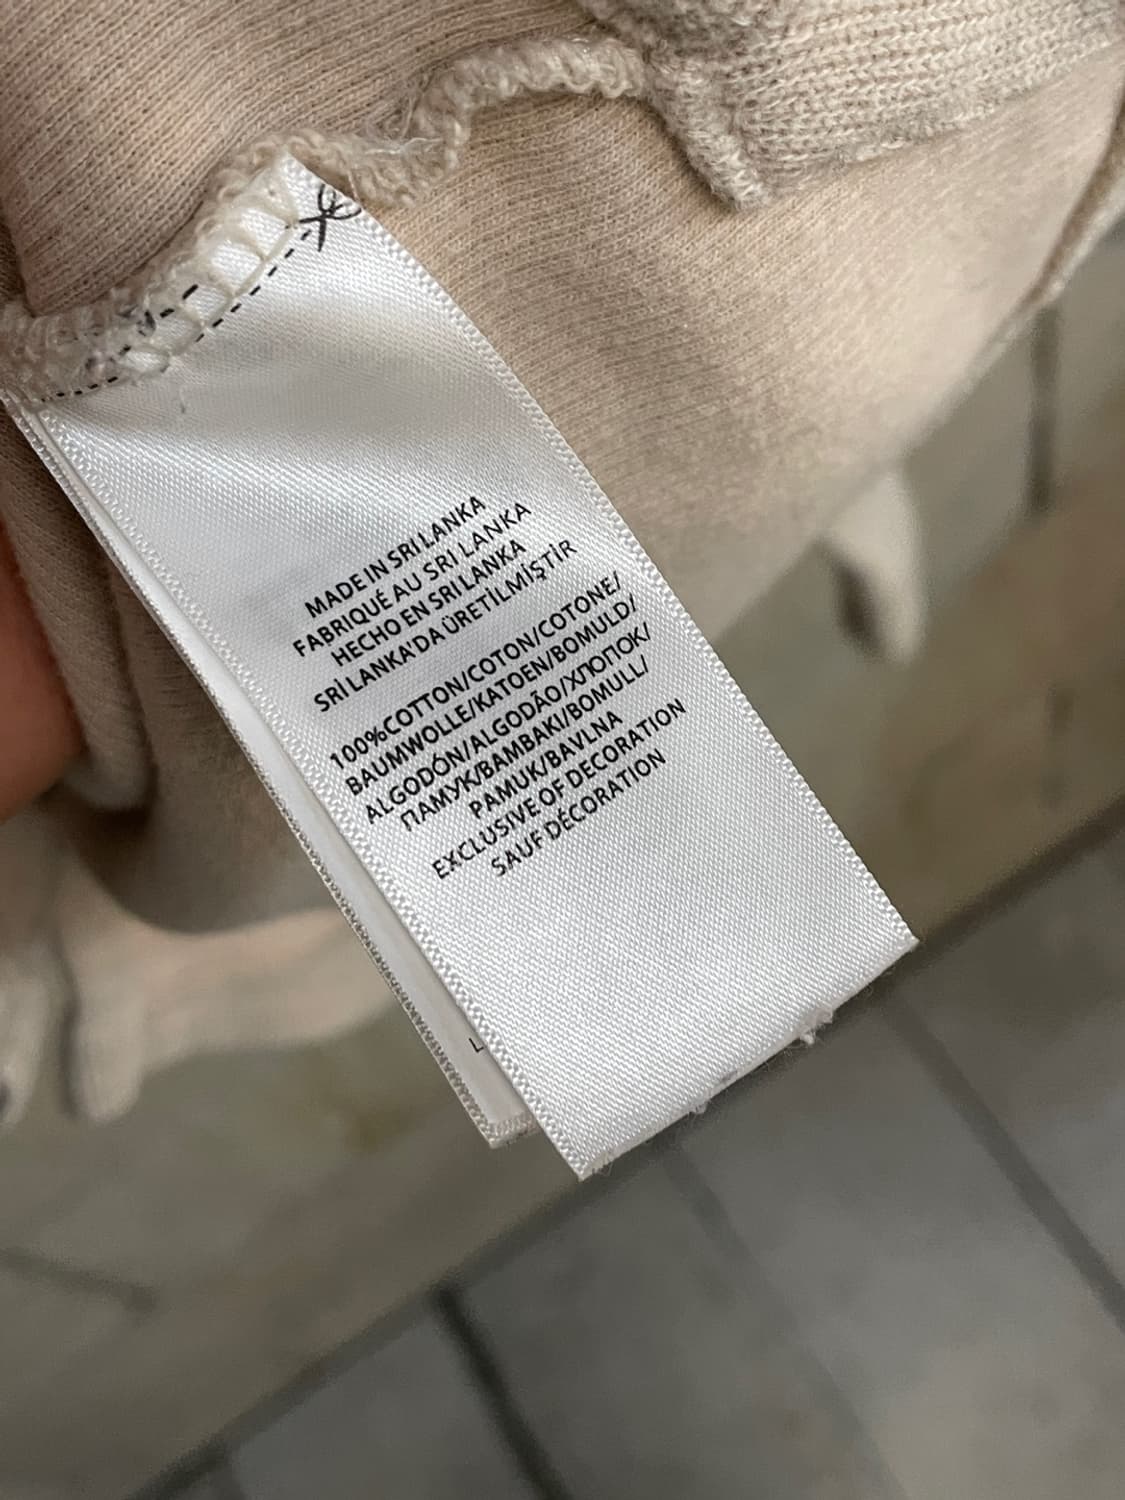 MADE IN SRI LANKA
FABRIQUÉ AU SRI LANKA
HECHO EN SRI LANKA
SRİ LANKA'DA ÜRETİLMİŞTİR
100%COTTON/COTON/COTONE/
BAUMWOLLE/KATOEN/BOMULD/
ALGODÓN/ALGODÃO/ХЛОПОК/
ПАМУК/BAMBAKI/BOMULL/
PAMUK/BAVLNA
EXCLUSIVE OF DECORATION
SAUF DÉCORATION
L